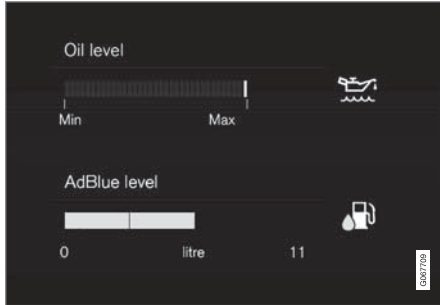 Oil level
Min Max
AdBlue level
0 litre 11
G067709